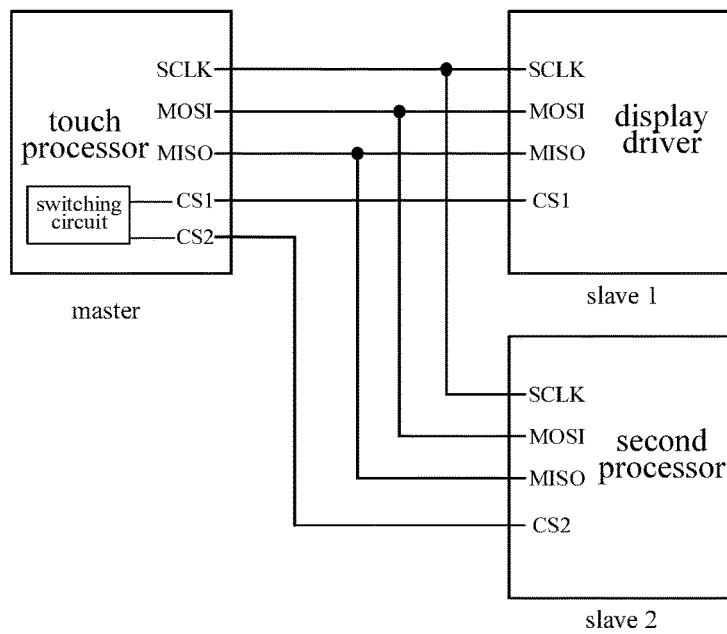 touch
processor
SCLK
MOSI
MISO
switching
circuit
CS1
CS2
master
SCLK
MOSI
MISO
CS1
display
driver
slave 1
SCLK
MOSI
MISO
CS2
second
processor
slave 2